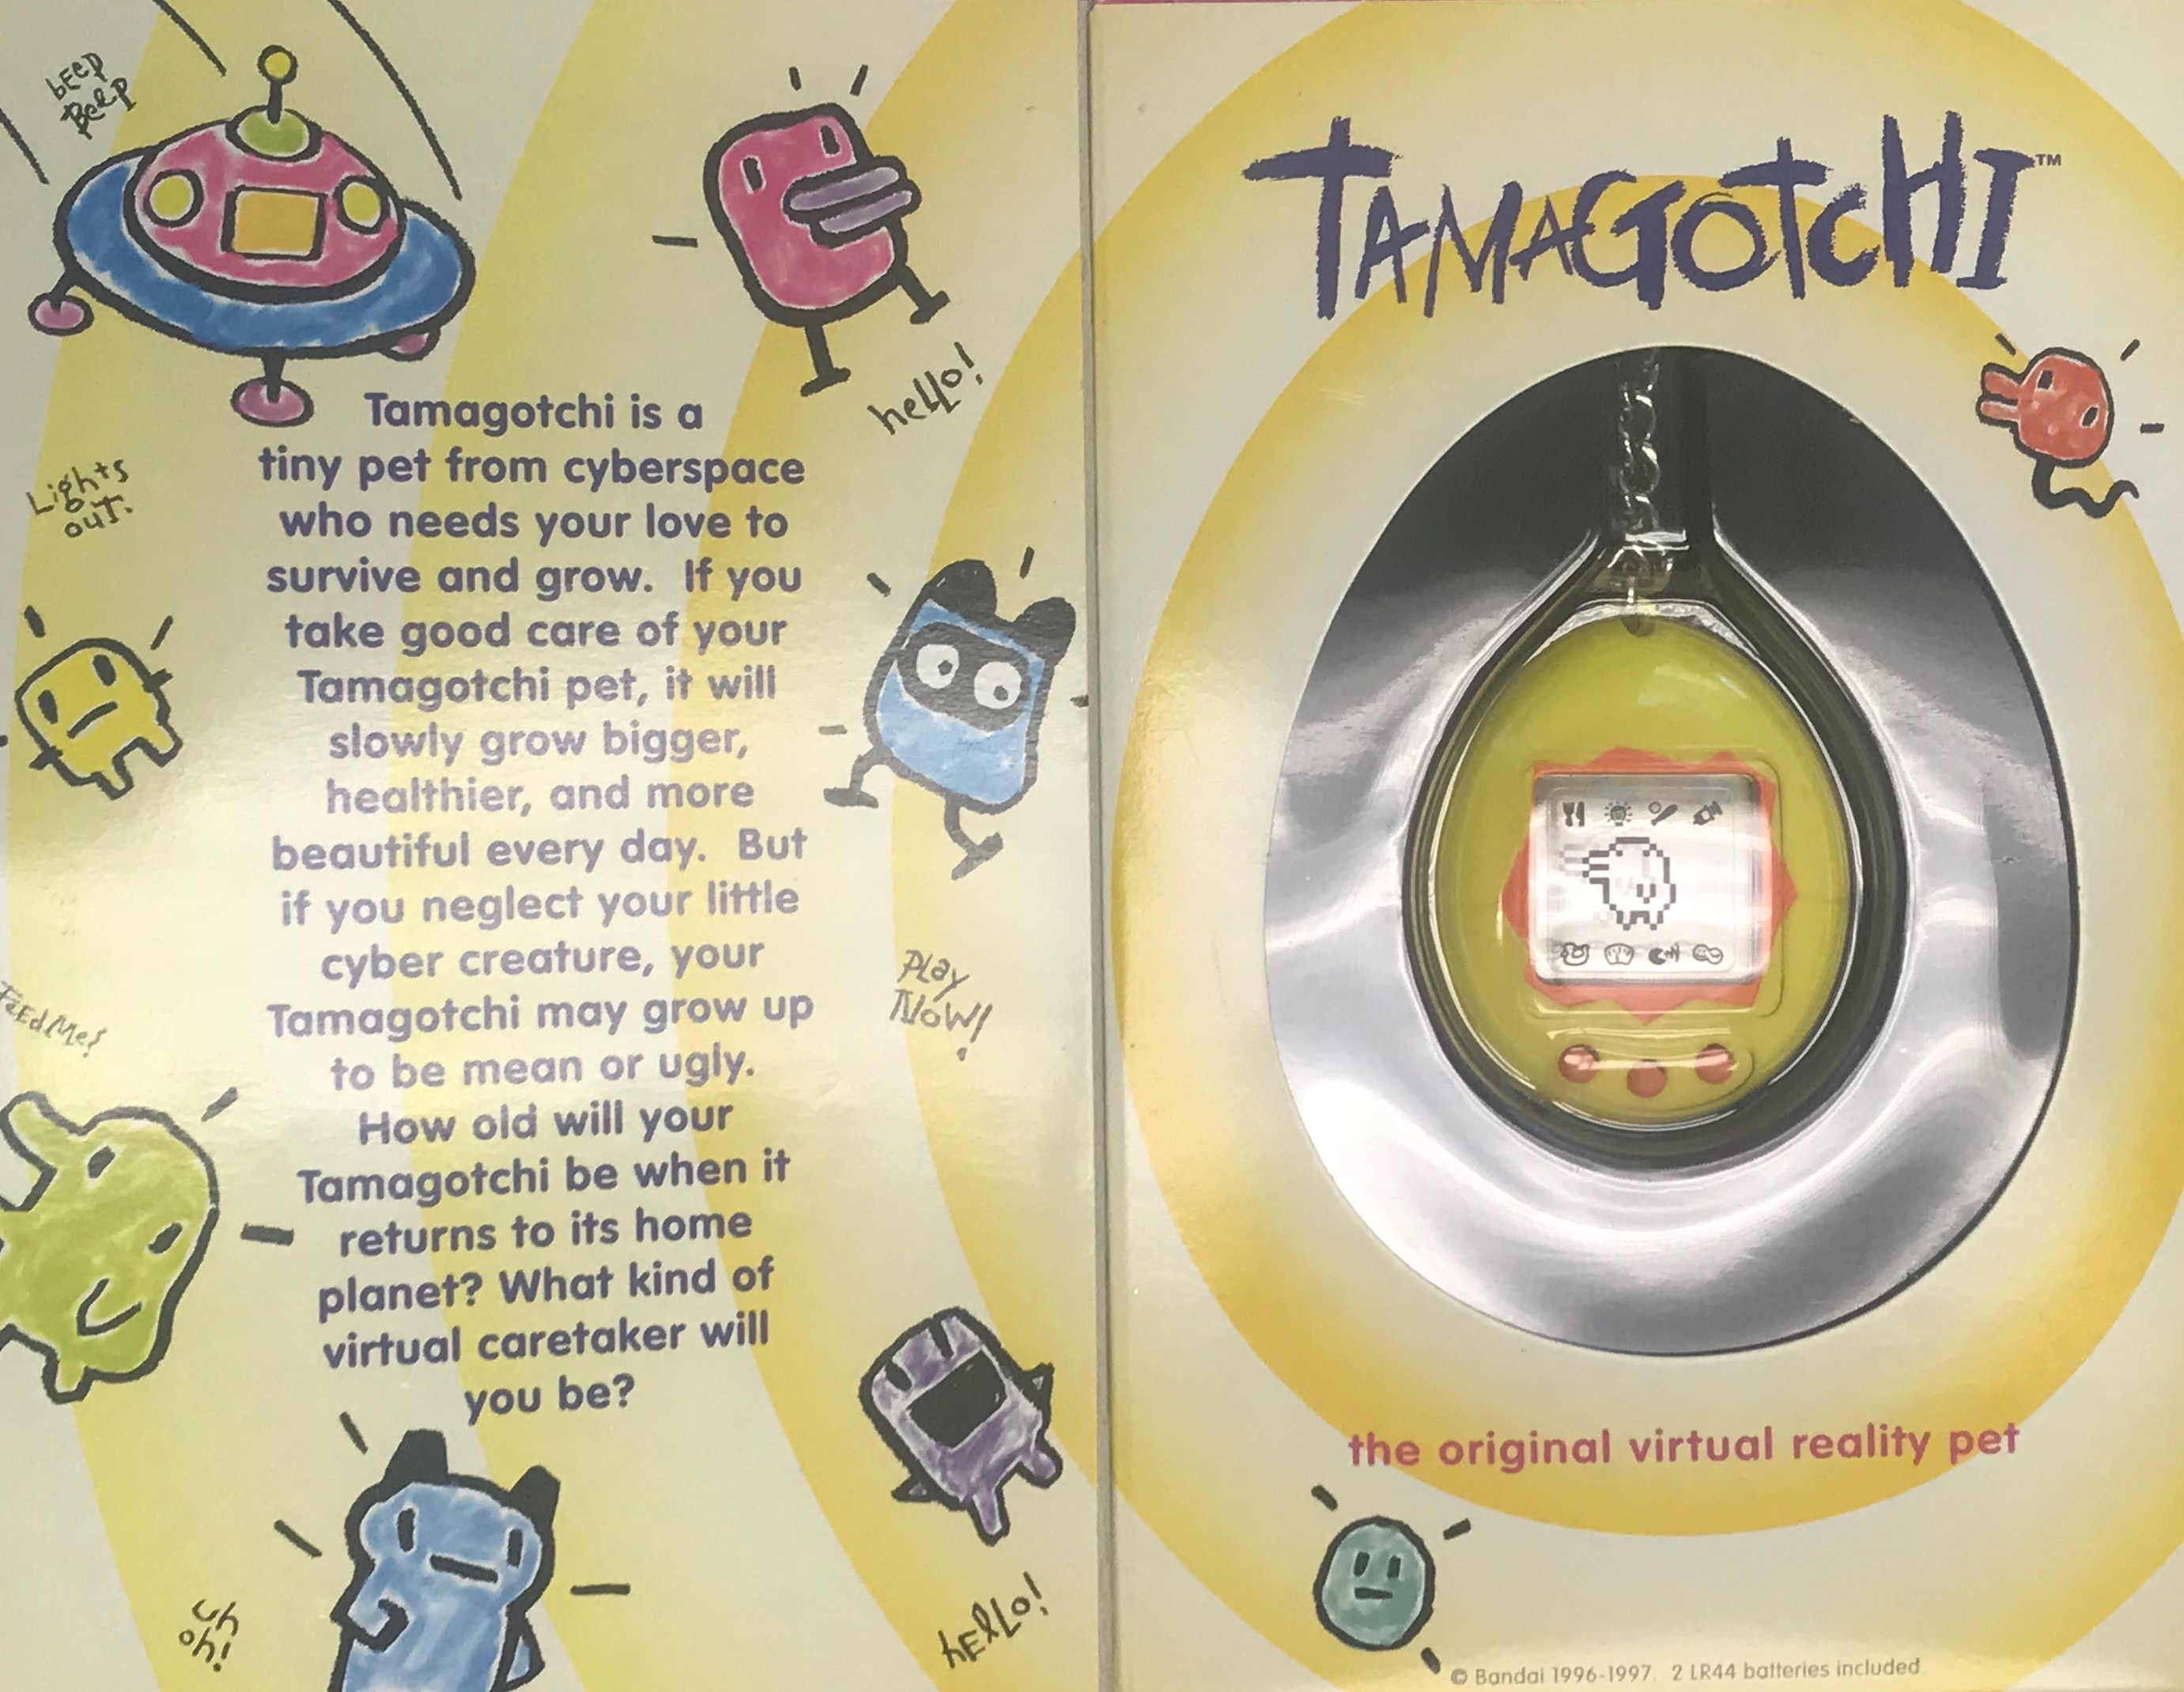 bEEp
BeeP
hello!
Lights
out.
Tamagotchi is a
tiny pet from cyberspace
who needs your love to
survive and grow. If you
take good care of your
Tamagotchi pet, it will
slowly grow bigger,
healthier, and more
beautiful every day. But
if you neglect your little
cyber creature, your
Tamagotchi may grow up
to be mean or ugly.
How old will your
Tamagotchi be when it
returns to its home
planet? What kind of
virtual caretaker will
you be?
FeEd Me!
PLay
NoW!
uh
oh!
hEllo!
TAMAGOTCHI™
the original virtual reality pet
© Bandai 1996-1997. 2 LR44 batteries included